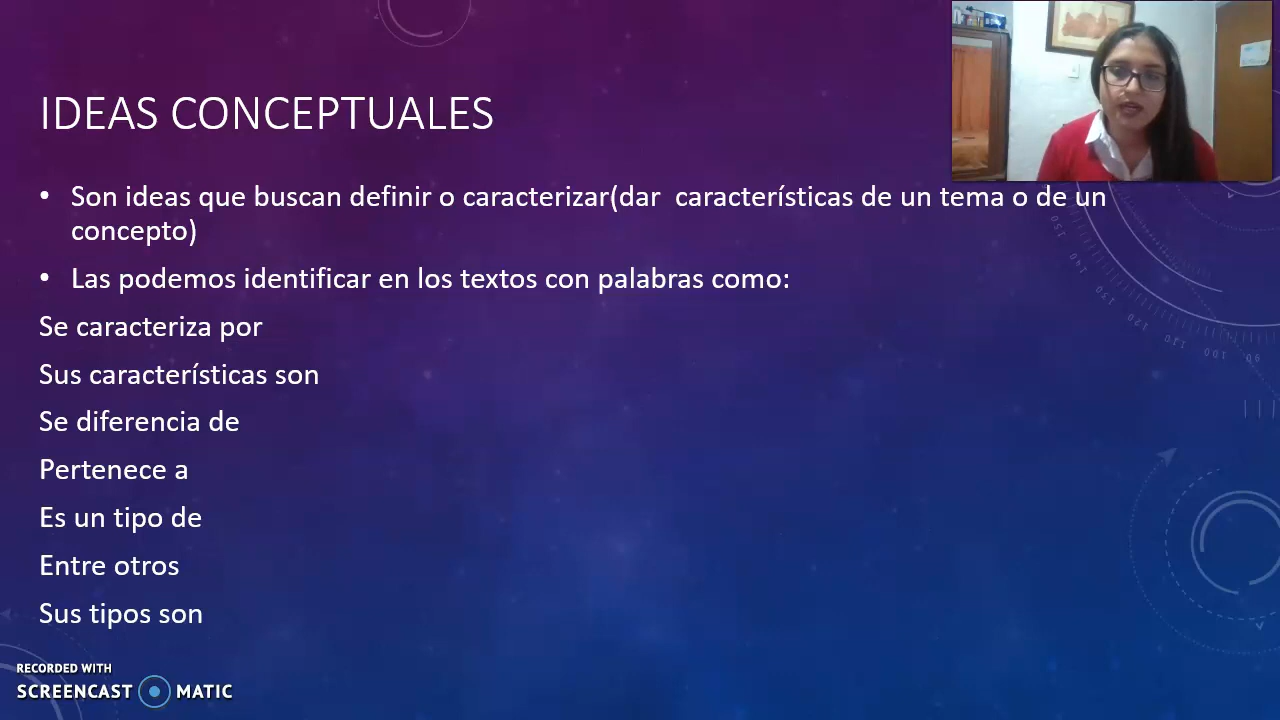 IDEAS CONCEPTUALES
• Son ideas que buscan definir o caracterizar(dar  características de un tema o de un
concepto)
• Las podemos identificar en los textos con palabras como:
Se caracteriza por
Sus características son
Se diferencia de
Pertenece a
Es un tipo de
Entre otros
Sus tipos son
RECORDED WITH
SCREENCAST MATIC